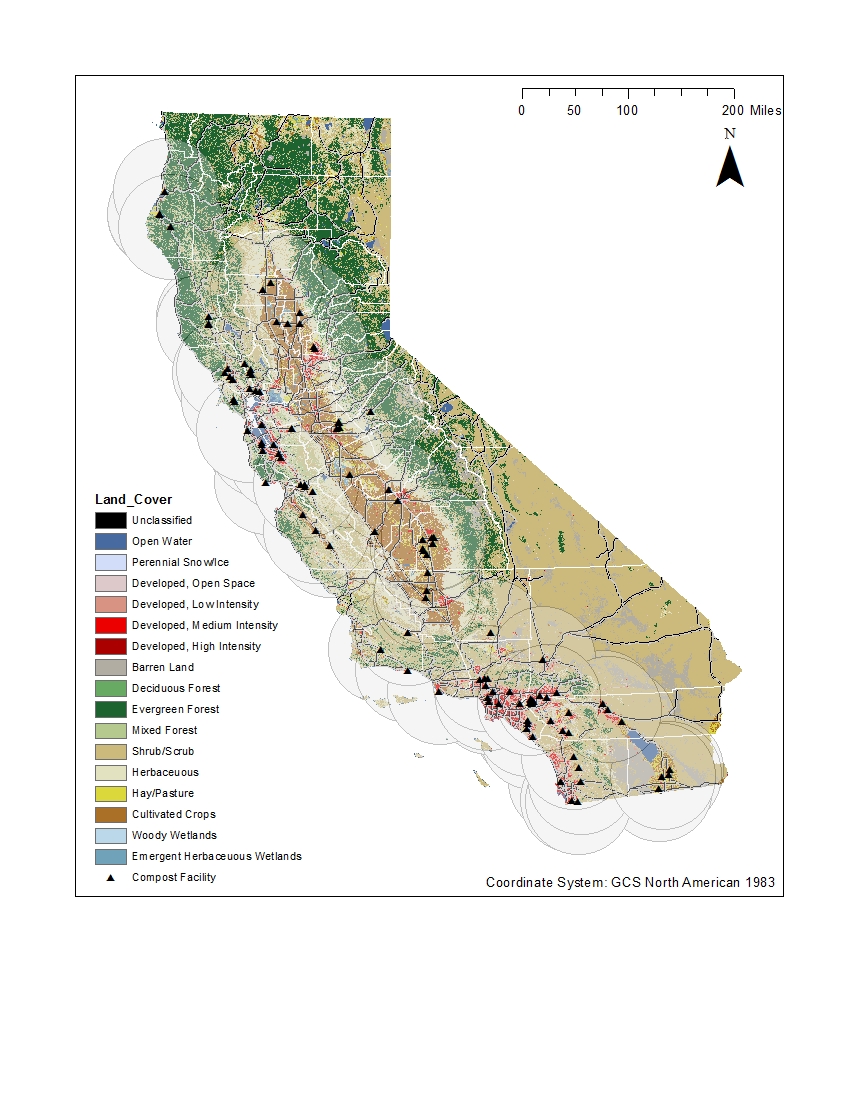 0 50 100 200 Miles
N
Land_Cover
Unclassified
Open Water
Perennial Snow/Ice
Developed, Open Space
Developed, Low Intensity
Developed, Medium Intensity
Developed, High Intensity
Barren Land
Deciduous Forest
Evergreen Forest
Mixed Forest
Shrub/Scrub
Herbaceuous
Hay/Pasture
Cultivated Crops
Woody Wetlands
Emergent Herbaceuous Wetlands
Compost Facility
Coordinate System: GCS North American 1983